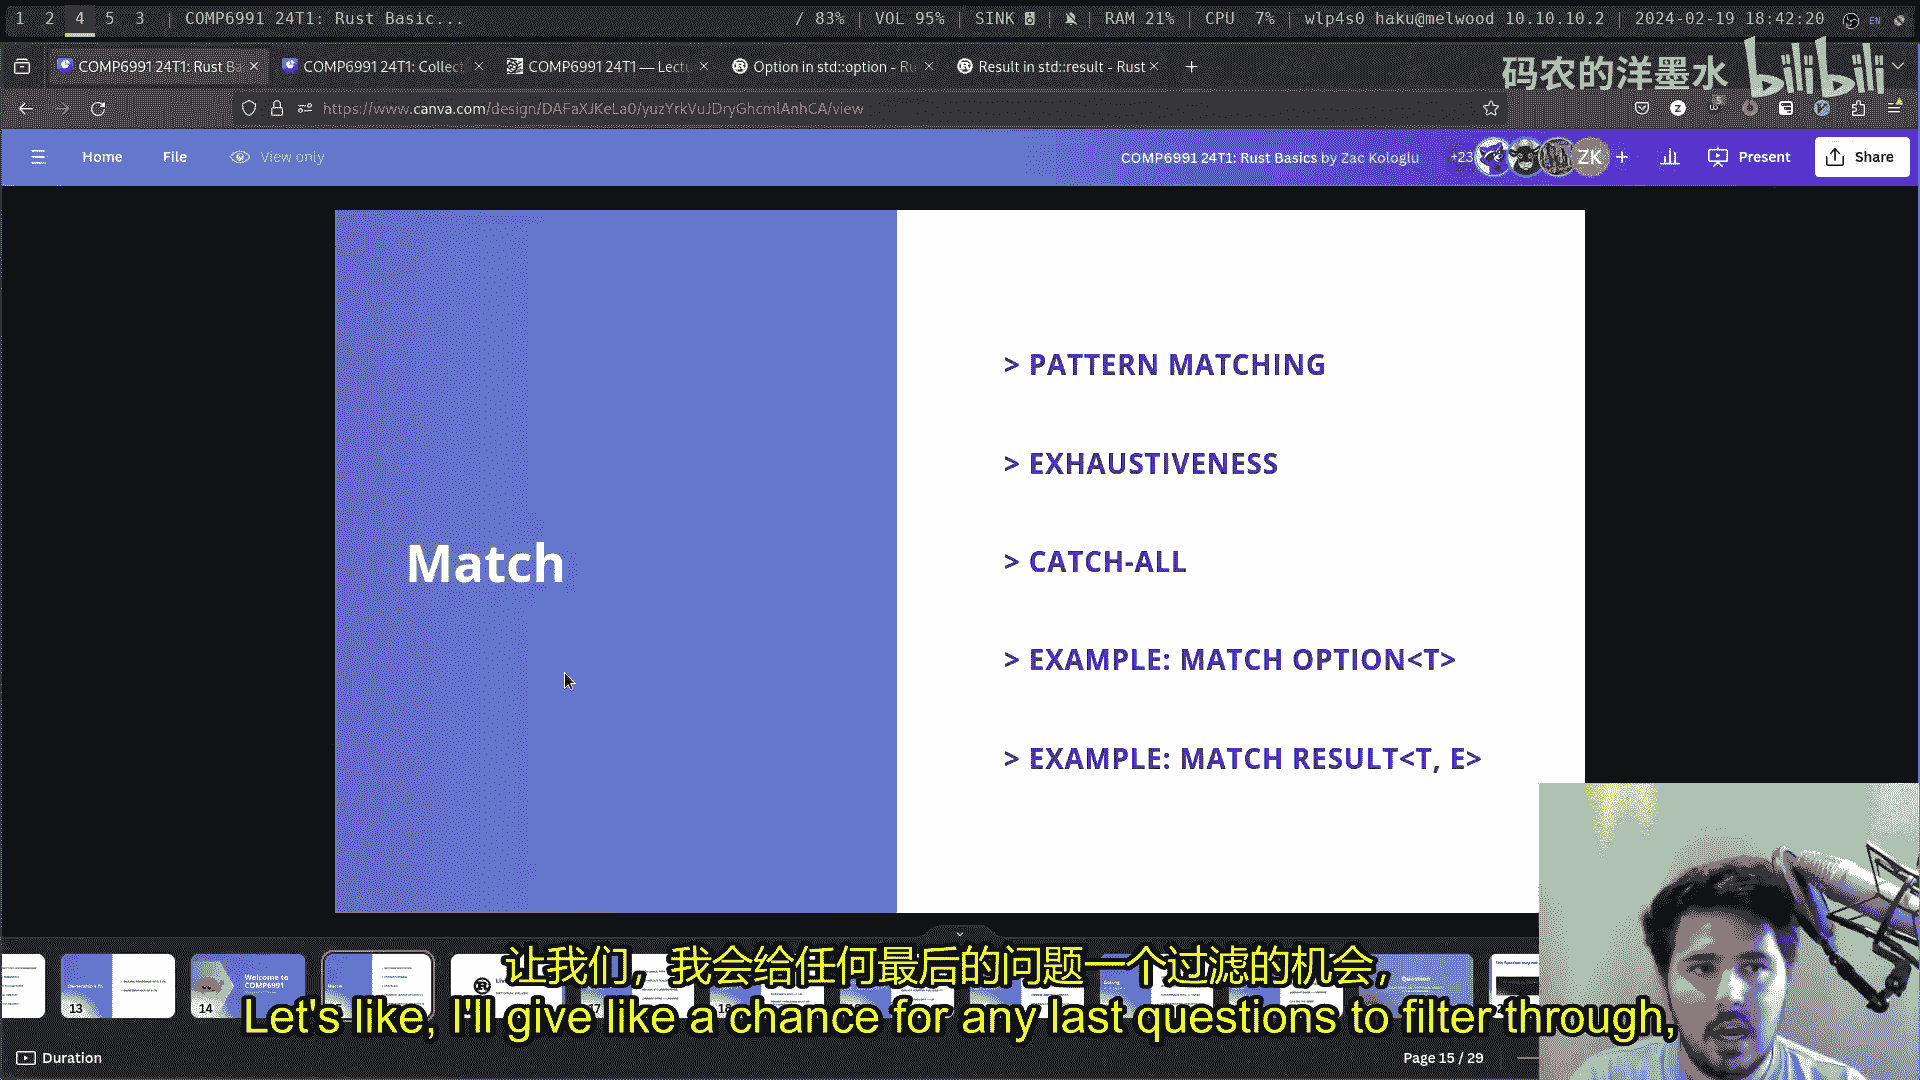 1 2 4 5 3 | COMP6991 24T1: Rust Basic... / 83% | VOL 95% | SINK | RAM 21% | CPU 7% | wlp4s0 haku@melwood 10.10.10.2 | 2024-02-19 18:42:20 EN
COMP6991 24T1: Rust Ba COMP6991 24T1: Collect COMP6991 24T1 — Lectu Option in std::option - Ru Result in std::result - Rust
码农的洋墨水 bilibili
https://www.canva.com/design/DAFaXJKeLa0/yuzYrkVuJDryGhcmlAnhCA/view
Home File View only COMP6991 24T1: Rust Basics by Zac Kologlu +23 ZK Present Share
Match
> PATTERN MATCHING
> EXHAUSTIVENESS
> CATCH-ALL
> EXAMPLE: MATCH OPTION<T>
> EXAMPLE: MATCH RESULT<T, E>
Welcome to
COMP6991
Question
13 14
让我们，我会给任何最后的问题一个过滤的机会，
Let's like, I'll give like a chance for any last questions to filter through,
Duration Page 15 / 29